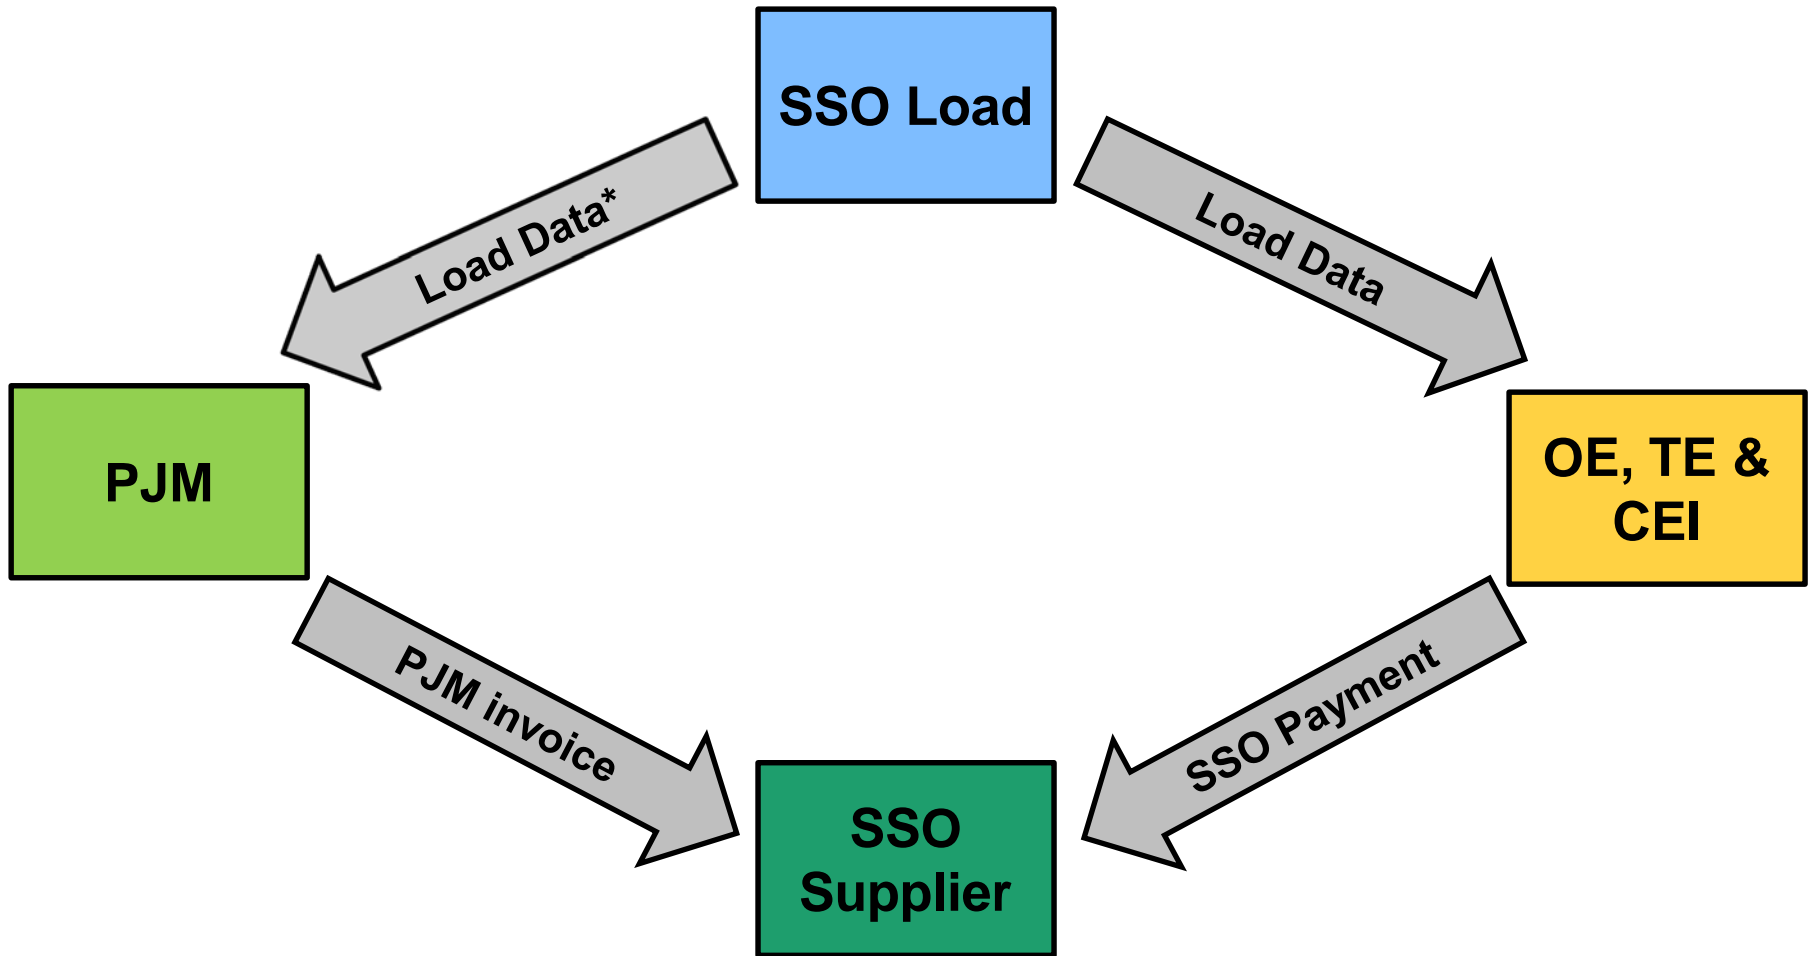 SSO Load
Load Data*
Load Data
PJM
OE, TE &
CEI
PJM invoice
SSO Payment
SSO
Supplier